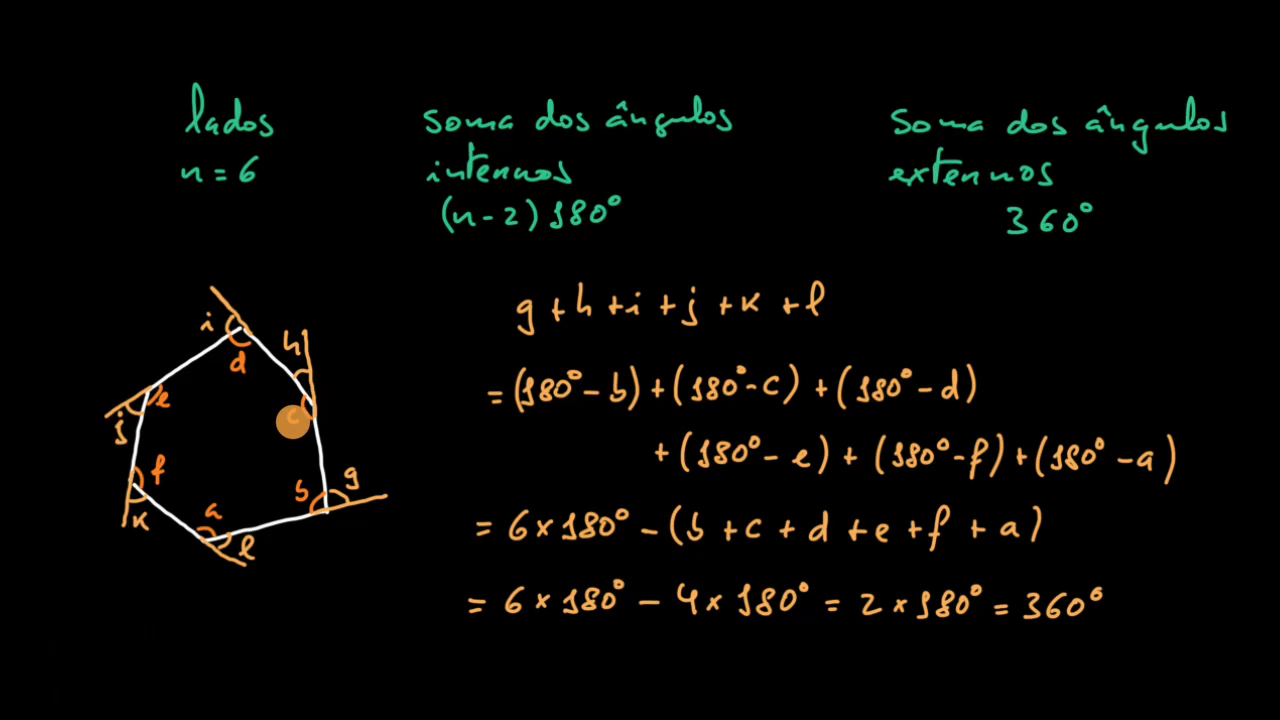 lados
n = 6
soma dos ângulos
internos
(n - 2) 180°
soma dos ângulos
externos
360°
i
d
h
e
j
c
f
k
a
l
b
g
g + h + i + j + k + l
= (180° - b) + (180° - c) + (180° - d)
+ (180° - e) + (180° - f) + (180° - a)
= 6 × 180° - (b + c + d + e + f + a)
= 6 × 180° - 4 × 180° = 2 × 180° = 360°